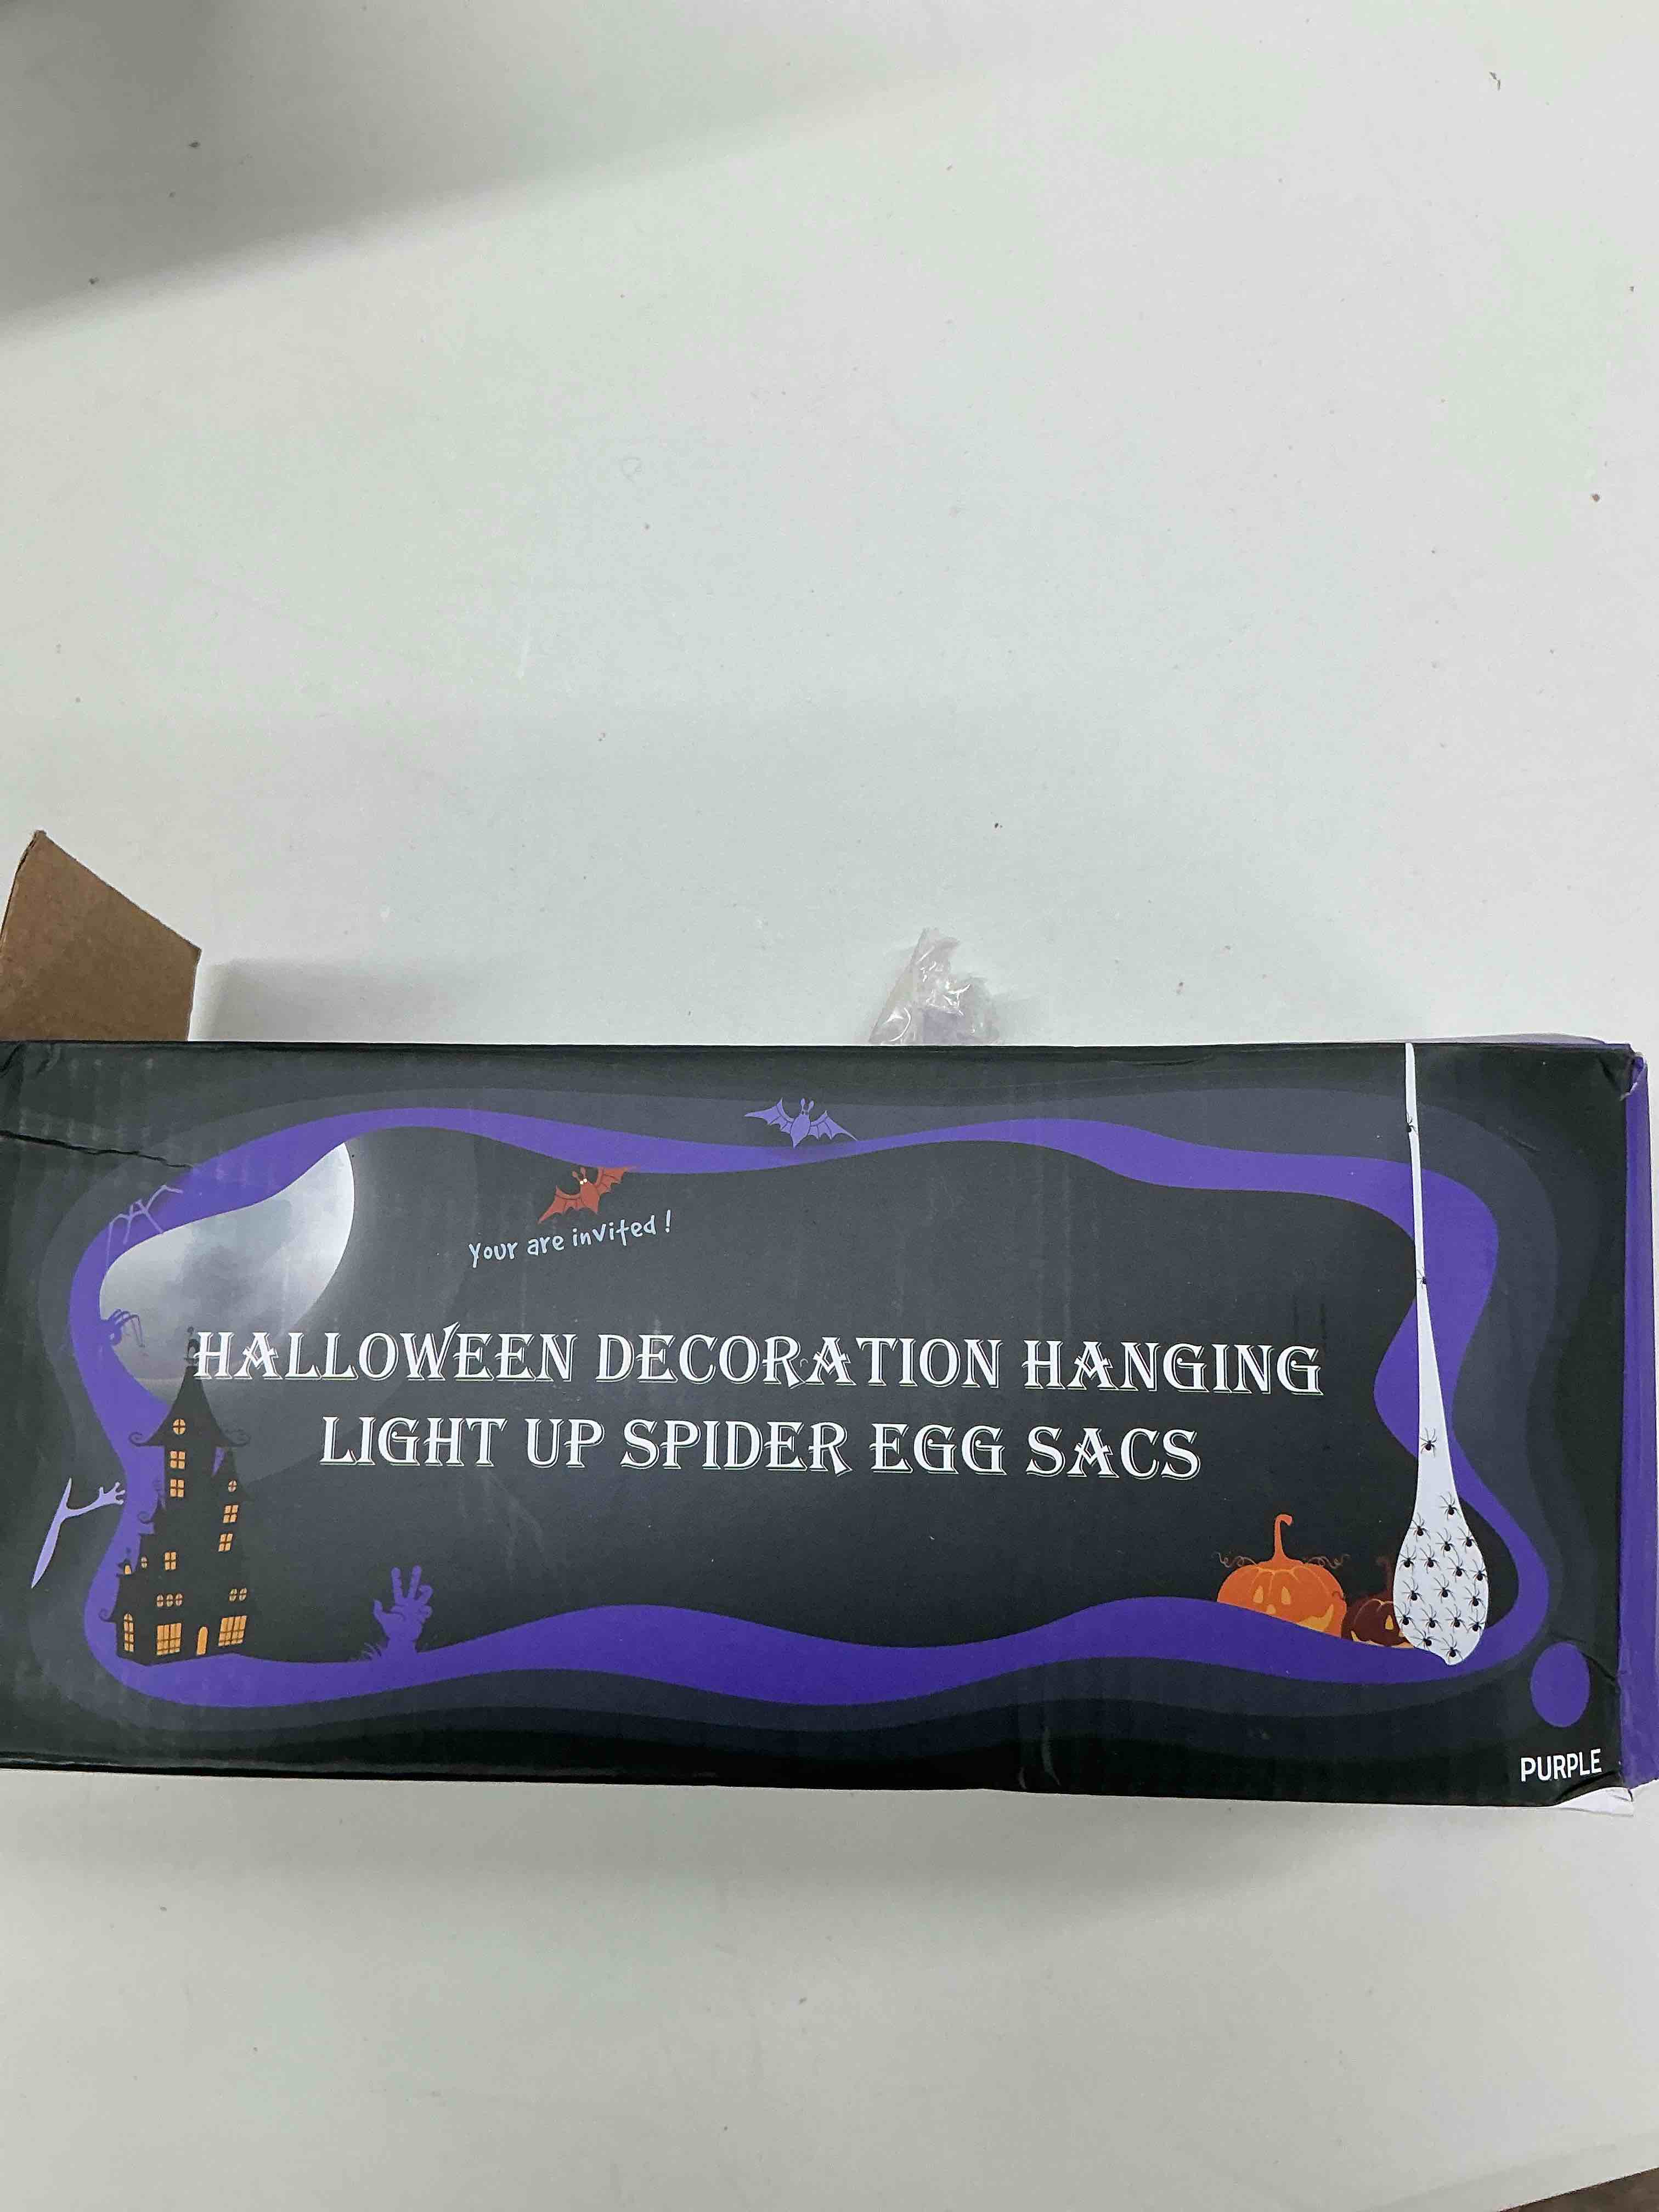 Your are invited !
HALLOWEEN DECORATION HANGING
LIGHT UP SPIDER EGG SACS
PURPLE